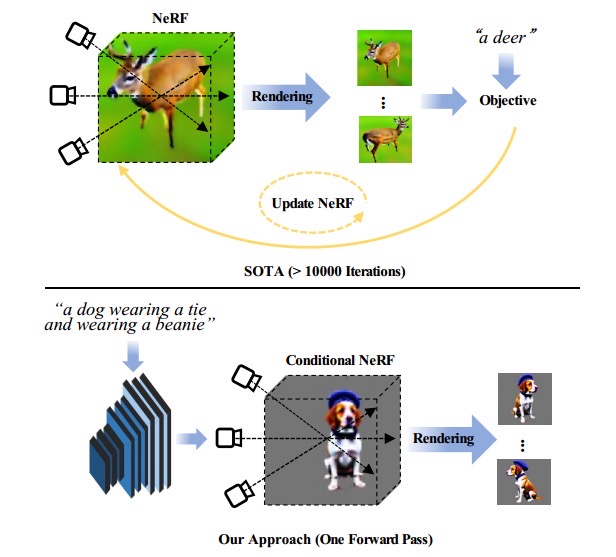 NeRF
"a deer"
Rendering
Objective
Update NeRF
SOTA (> 10000 Iterations)
"a dog wearing a tie
and wearing a beanie"
Conditional NeRF
Rendering
Our Approach (One Forward Pass)